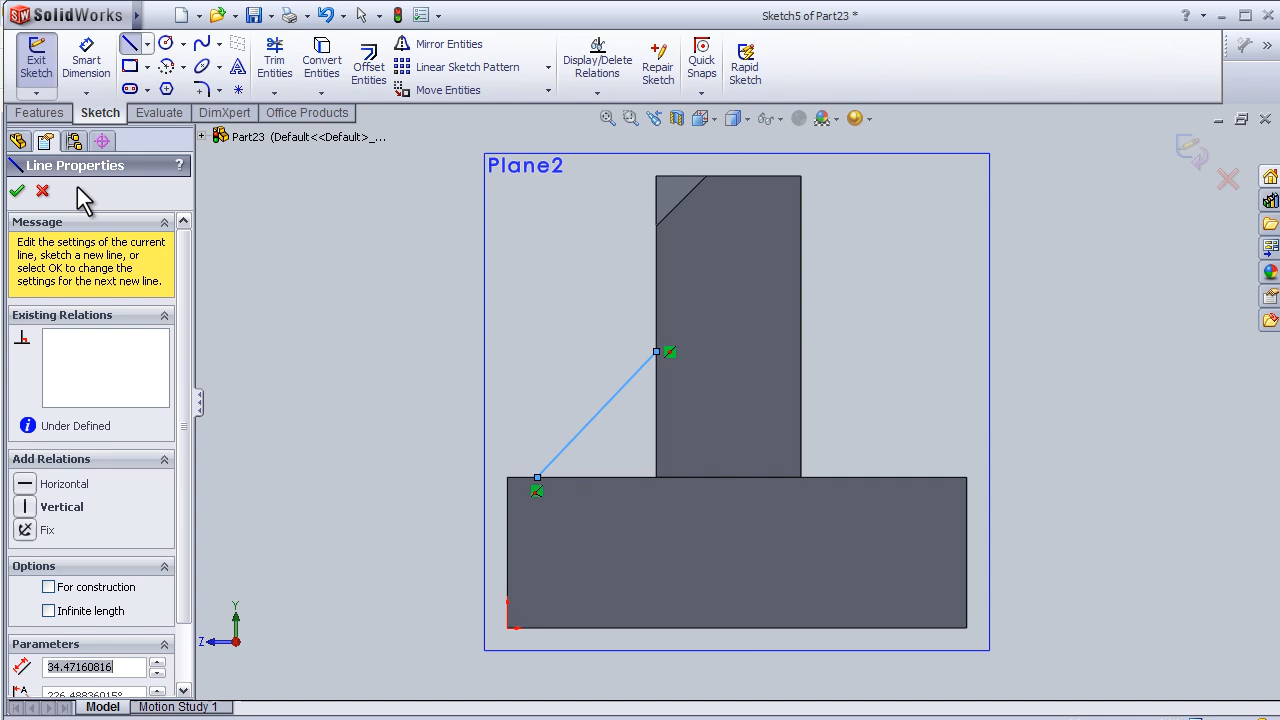 SolidWorks
Sketch5 of Part23 *
?
Exit Sketch
Smart Dimension
Trim Entities
Convert Entities
Offset Entities
Mirror Entities
Linear Sketch Pattern
Move Entities
Display/Delete Relations
Repair Sketch
Quick Snaps
Rapid Sketch
Features
Sketch
Evaluate
DimXpert
Office Products
Part23 (Default<<Default>_...
Line Properties
?
Message
Edit the settings of the current
line, sketch a new line, or
select OK to change the
settings for the next new line.
Existing Relations
Under Defined
Add Relations
Horizontal
Vertical
Fix
Options
For construction
Infinite length
Parameters
34.47160816
226.48836015°
Plane2
Y
Z
Model
Motion Study 1